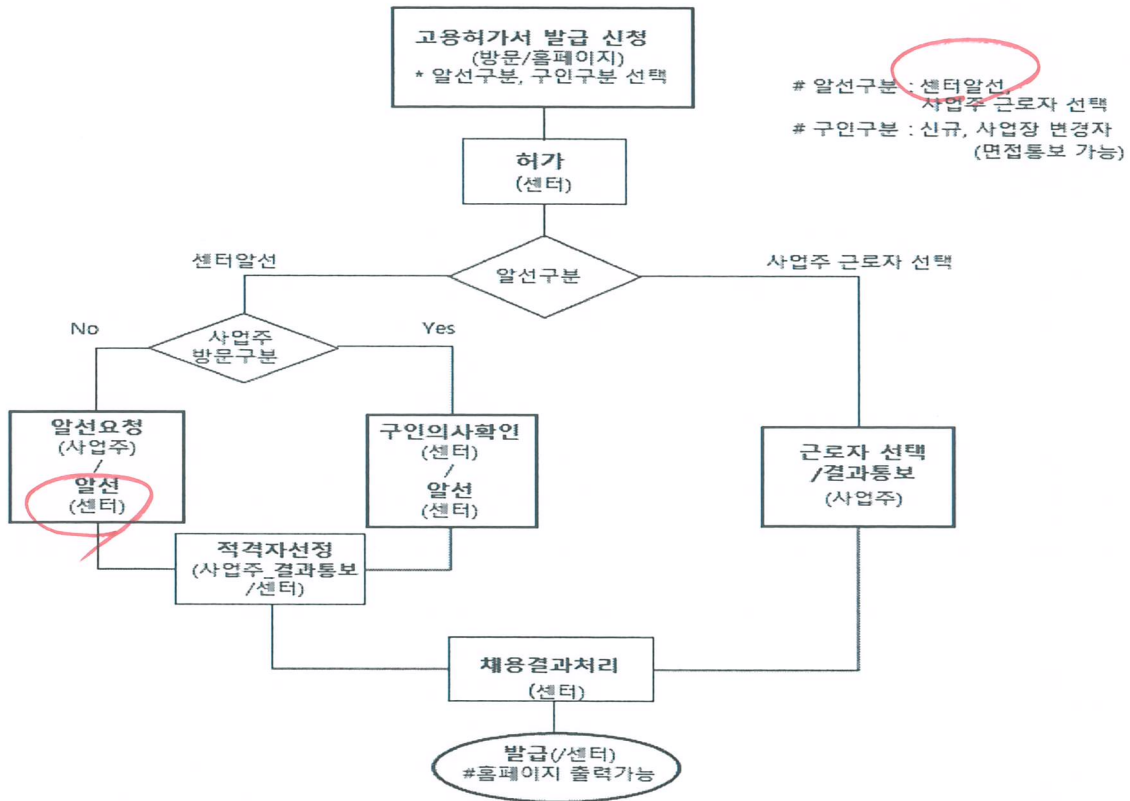 고용허가서 발급 신청
(방문/홈페이지)
* 알선구분, 구인구분 선택
# 알선구분 : 센터알선,
사업주 근로자 선택
# 구인구분 : 신규, 사업장 변경자
(면접통보 가능)
허가
(센터)
센터알선
알선구분
사업주 근로자 선택
No
사업주
방문구분
Yes
알선요청
(사업주)
/
알선
(센터)
구인의사확인
(센터)
/
알선
(센터)
근로자 선택
/결과통보
(사업주)
적격자선정
(사업주_결과통보
/센터)
채용결과처리
(센터)
발급(/센터)
#홈페이지 출력가능